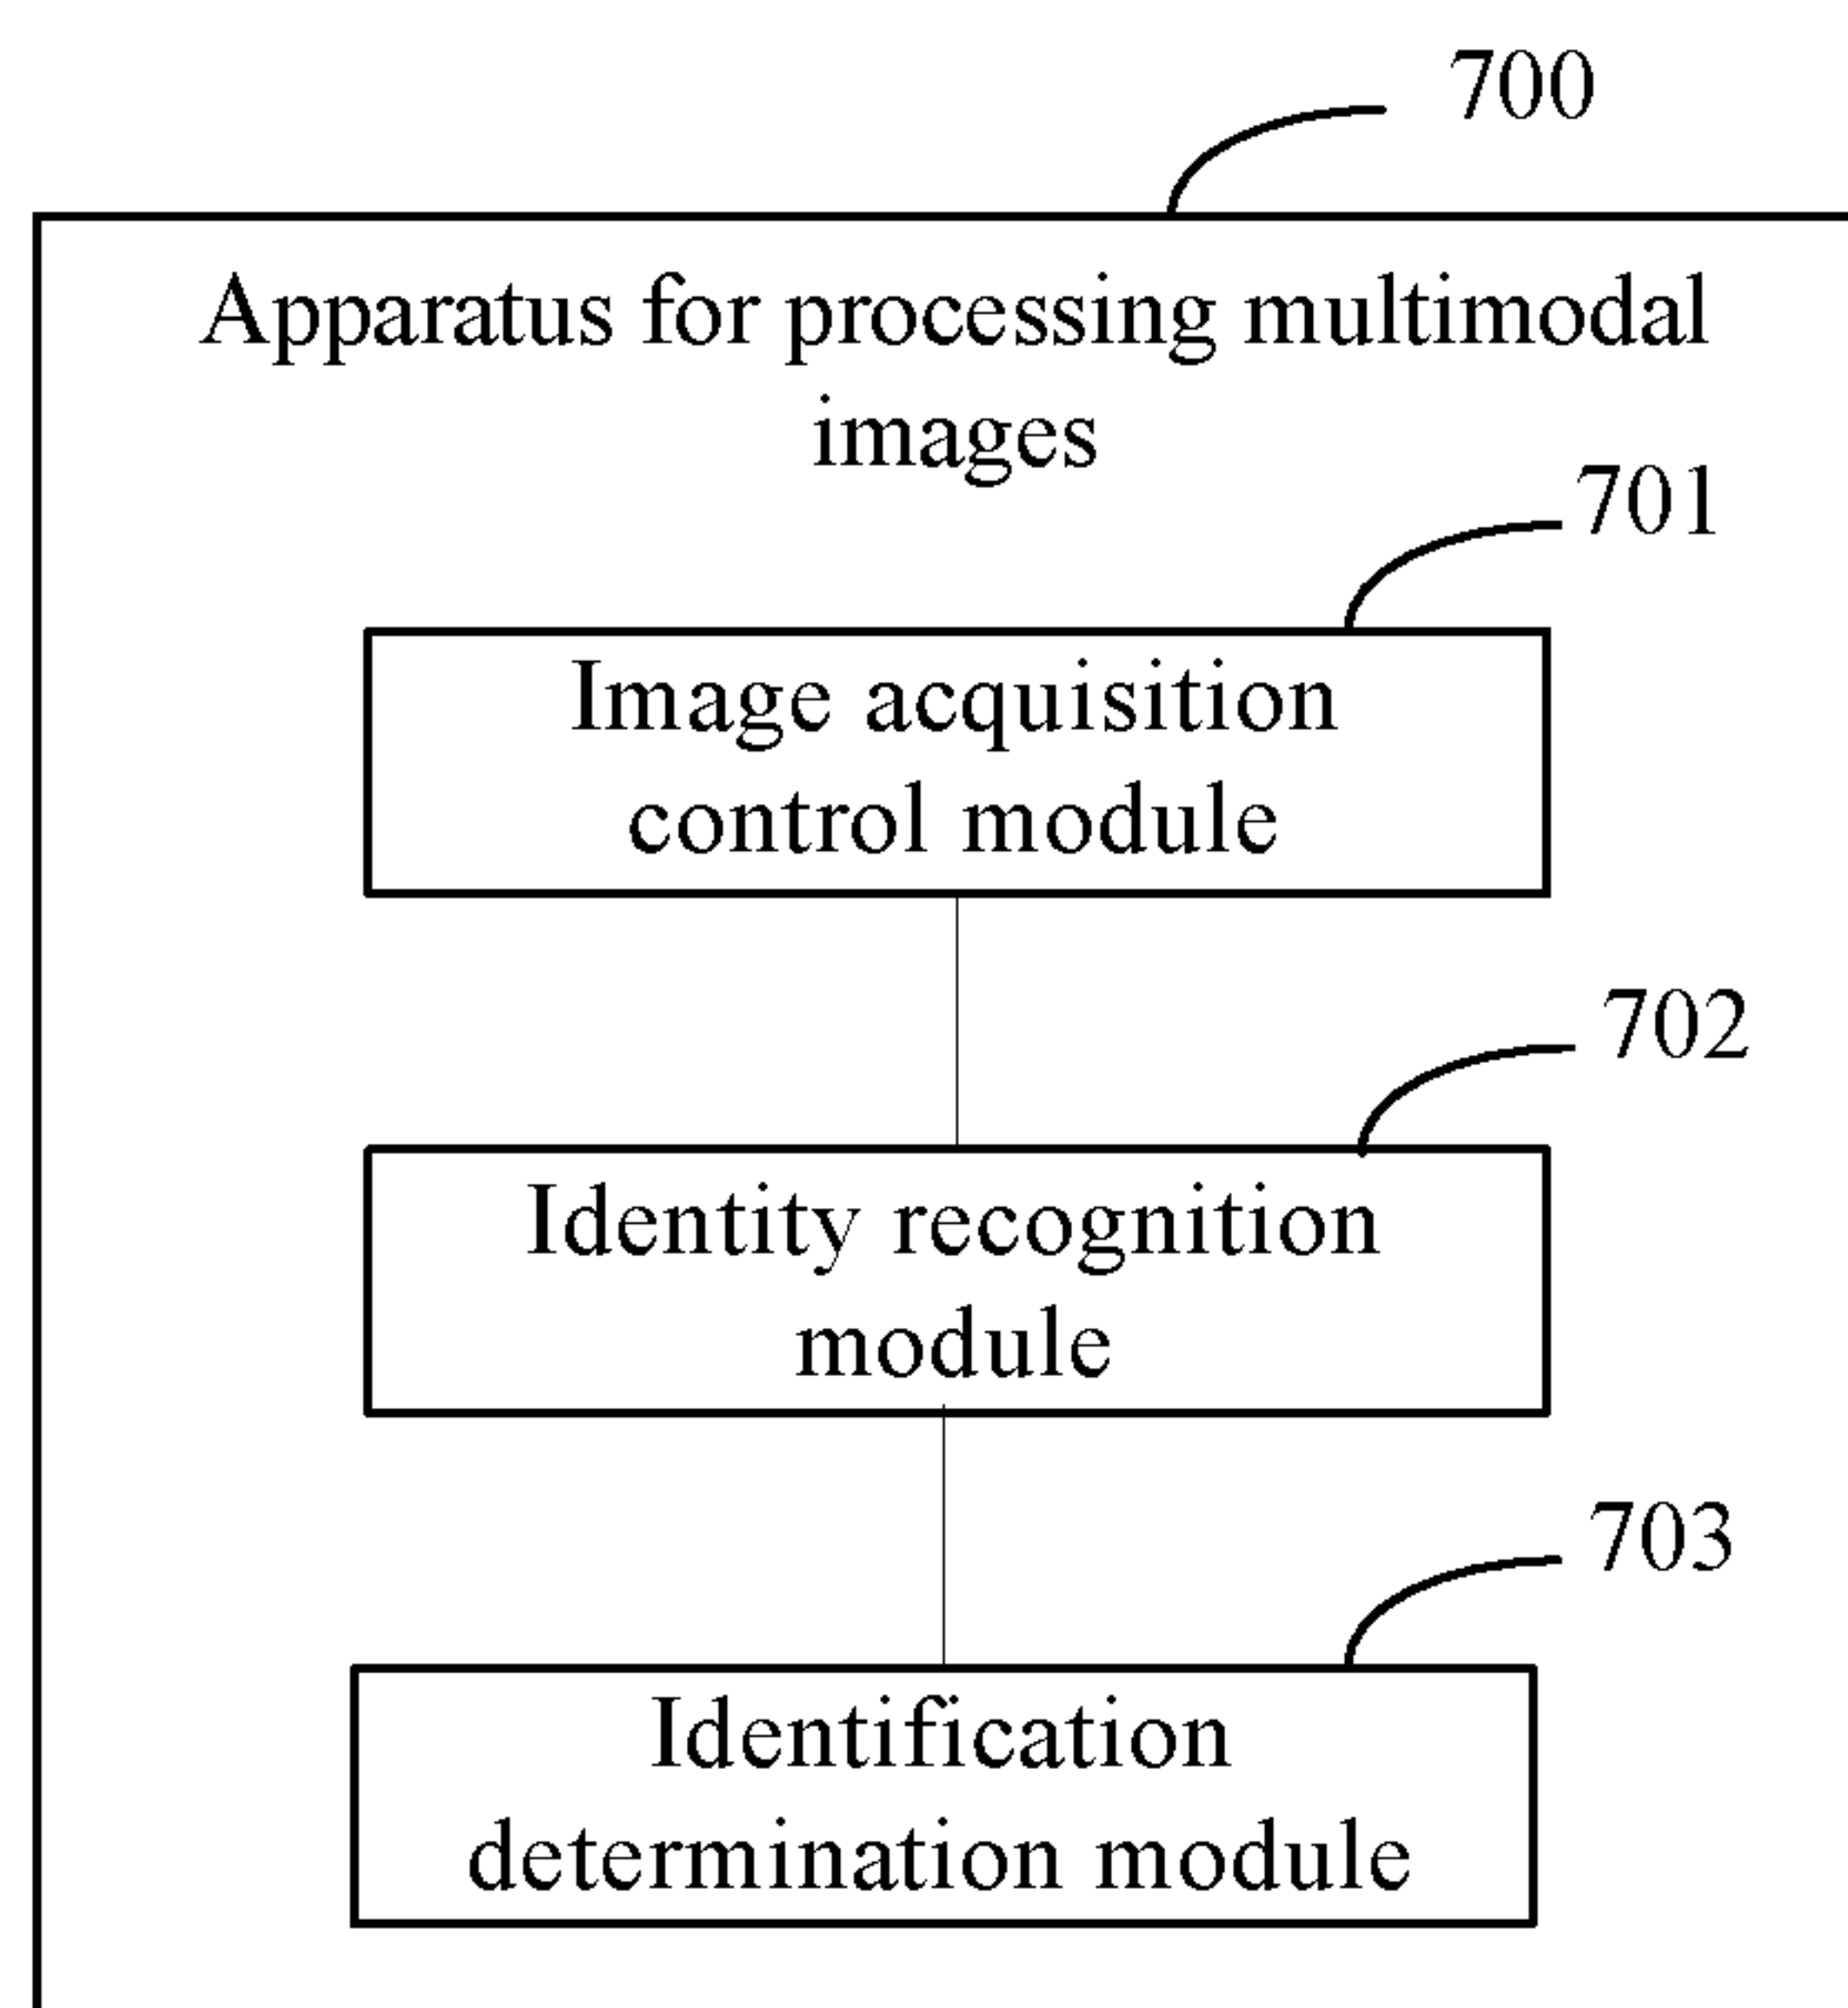 700
Apparatus for processing multimodal
images
701
Image acquisition
control module
702
Identity recognition
module
703
Identification
determination module